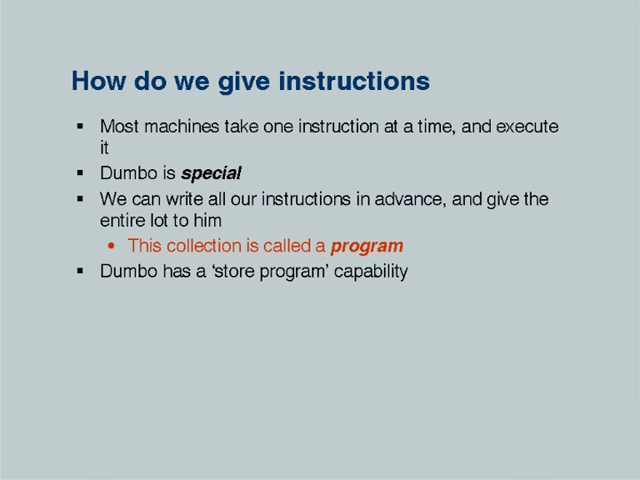 How do we give instructions
▪ Most machines take one instruction at a time, and execute
it
▪ Dumbo is special
▪ We can write all our instructions in advance, and give the
entire lot to him
• This collection is called a program
▪ Dumbo has a ‘store program’ capability